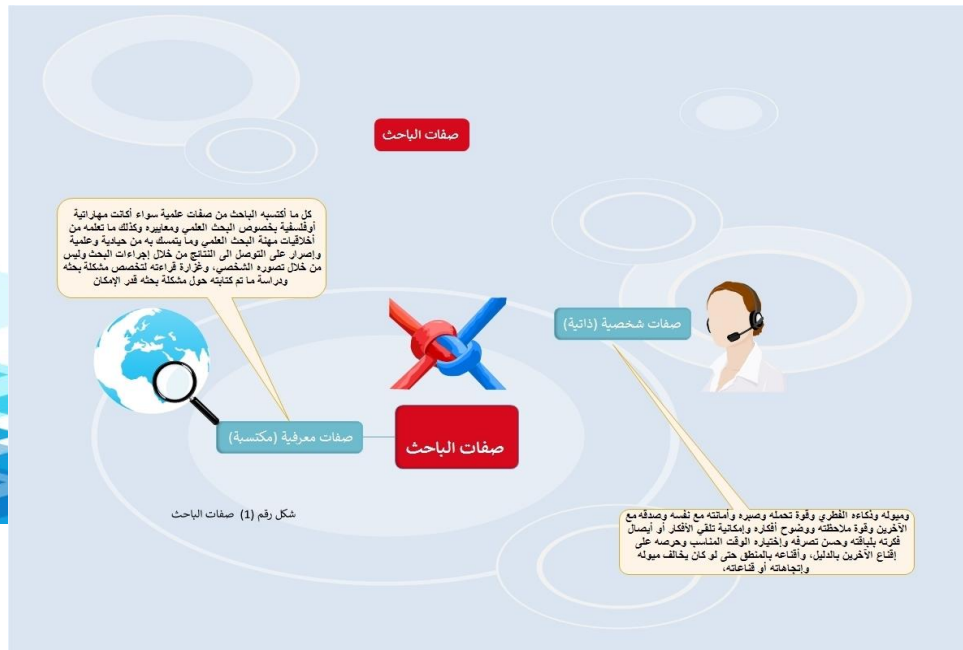 صفات الباحث
كل ما أكتسبه الباحث من صفات علمية سواء أكانت مهاراتية
أوفلسفية بخصوص البحث العلمي ومعاييره وكذلك ما تعلمه من
أخلاقيات مهنة البحث العلمي وما يتمسك به من حيادية وعلمية
وإصرار على التوصل الى النتائج من خلال إجراءات البحث وليس
من خلال تصوره الشخصي، وغزارة قراءته لتخصص مشكلة بحثه
ودراسة ما تم كتابته حول مشكلة بحثه قدر الإمكان
صفات شخصية (ذاتية)
صفات الباحث
صفات معرفية (مكتسبة)
وميوله وذكاءه الفطري وقوة تحمله وصبره وأمانته مع نفسه وصدقه مع
الآخرين وقوة ملاحظته ووضوح أفكاره وإمكانية تلقي الأفكار أو أيصال
فكرته بلباقته وحسن تصرفه وإختياره الوقت المناسب وحرصه على
إقناع الآخرين بالدليل، وأقناعه بالمنطق حتى لو كان يخالف ميوله
وإتجاهاته أو قناعاته،
شكل رقم (1) صفات الباحث